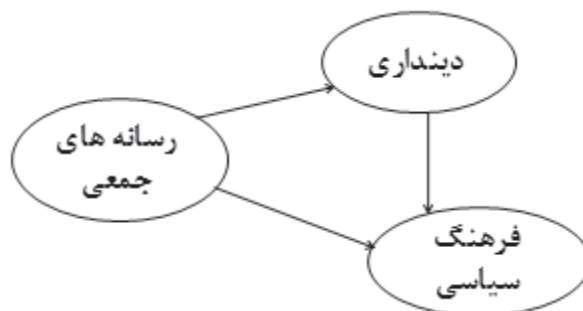 دینداری
رسانه های
جمعی
فرهنگ
سیاسی